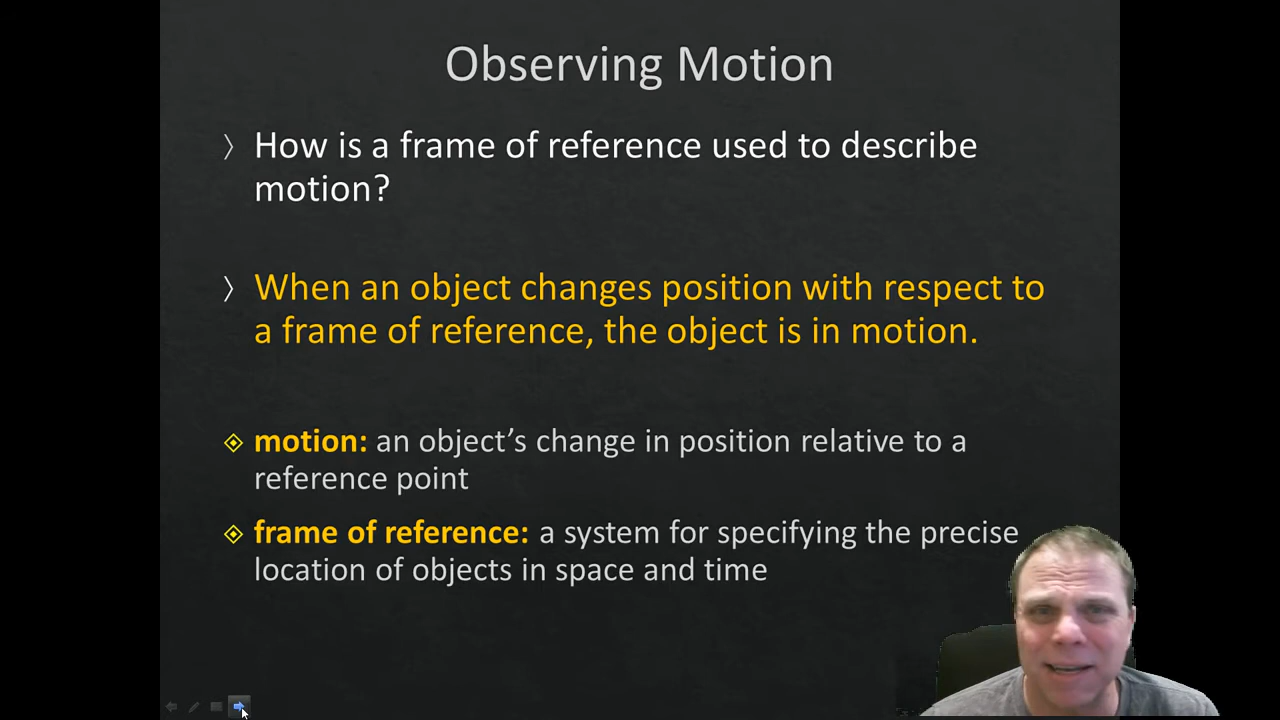 Observing Motion
How is a frame of reference used to describe
motion?
When an object changes position with respect to
a frame of reference, the object is in motion.
motion: an object’s change in position relative to a
reference point
frame of reference: a system for specifying the precise
location of objects in space and time